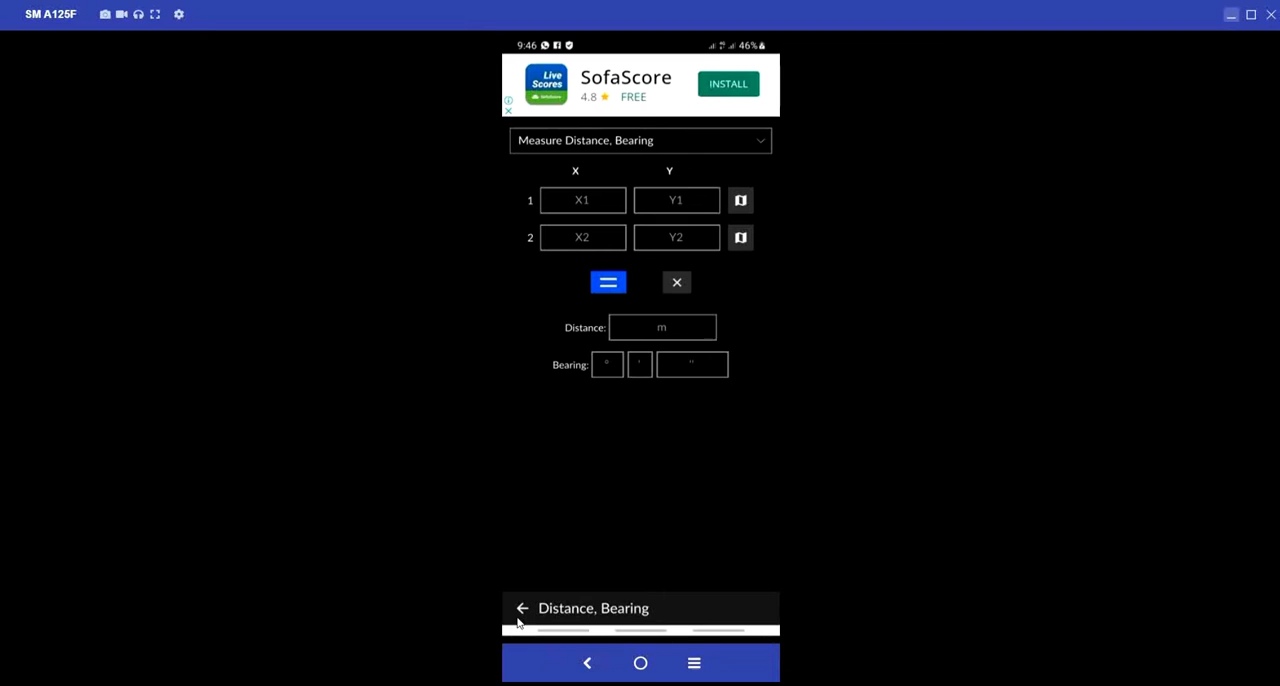 SM A125F
9:46 46%
Live Scores SofaScore
SofaScore
4.8 FREE
INSTALL
Measure Distance, Bearing
X Y
1 X1 Y1
2 X2 Y2
Distance: m
Bearing: ° ' "
Distance, Bearing